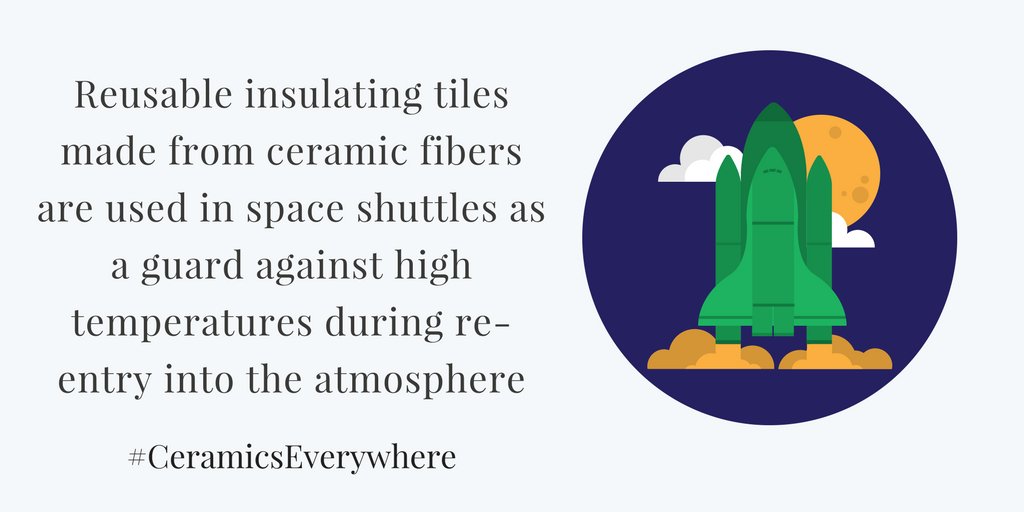 Reusable insulating tiles
made from ceramic fibers
are used in space shuttles as
a guard against high
temperatures during re-
entry into the atmosphere
#CeramicsEverywhere